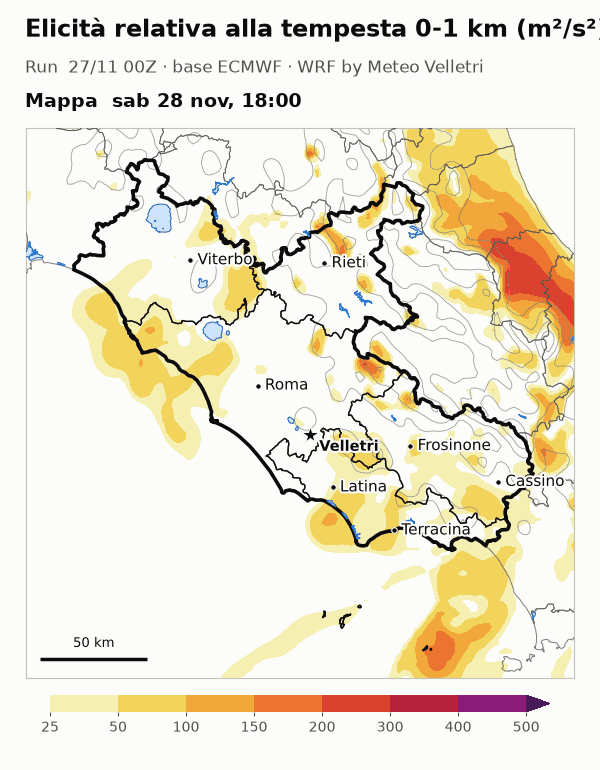 Elicità relativa alla tempesta 0-1 km (m²/s²)
Run 27/11 00Z · base ECMWF · WRF by Meteo Velletri
Mappa sab 28 nov, 18:00
Viterbo
Rieti
Roma
Velletri
Frosinone
Cassino
Latina
Terracina
50 km
25 50 100 150 200 300 400 500